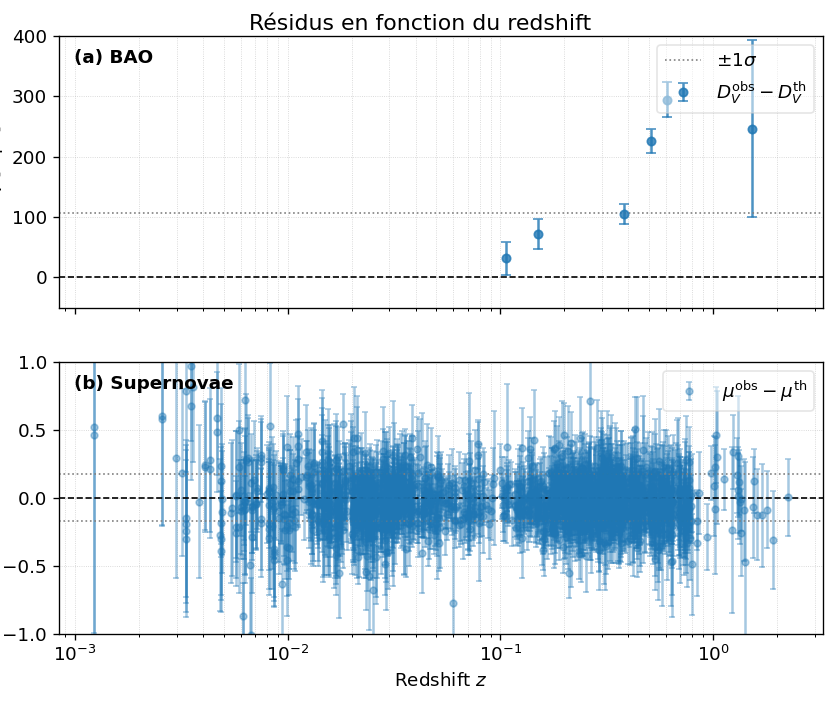 Résidus en fonction du redshift
400
300
200
100
0
(a) BAO
±1σ
D_V^obs − D_V^th
1.0
0.5
0.0
−0.5
−1.0
(b) Supernovae
μ^obs − μ^th
10^−3
10^−2
10^−1
10^0
Redshift z